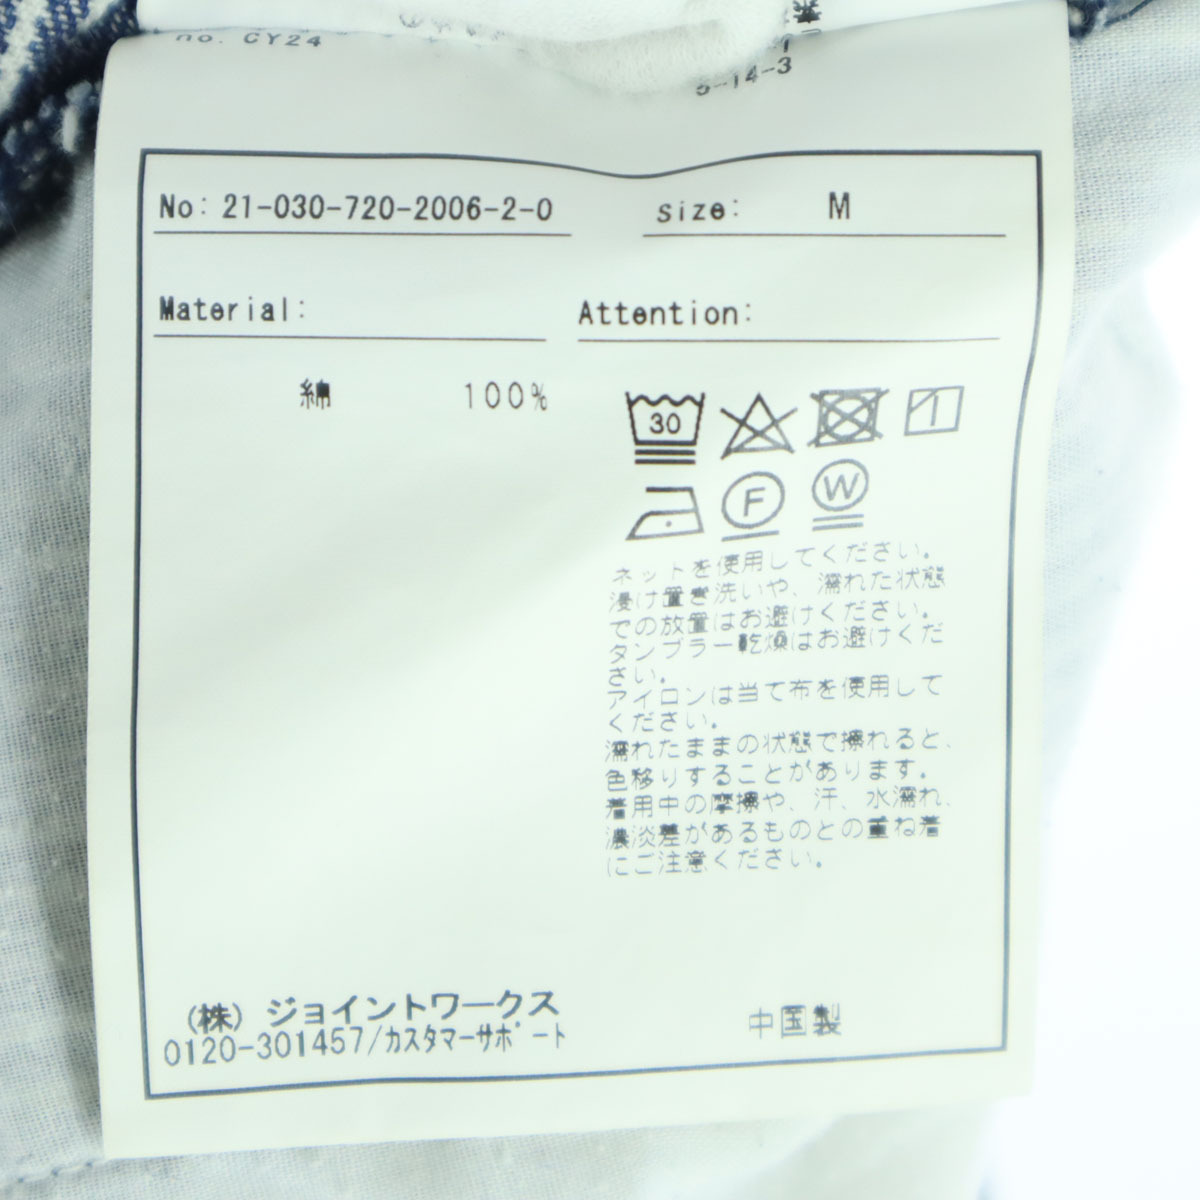 no. CY24
5-14-3
No: 21-030-720-2006-2-0
size: M
Material:
Attention:
綿 100%
30
F
W
ネットを使用してください。
浸け置き洗いや、濡れた状態
での放置はお避けください。
タンブラー乾燥はお避けくだ
さい。
アイロンは当て布を使用して
ください。
濡れたままの状態で擦れると、
色移りすることがあります。
着用中の摩擦や、汗、水濡れ、
濃淡差があるものとの重ね着
にご注意ください。
(株) ジョイントワークス
0120-301457/カスタマーサポート
中国製